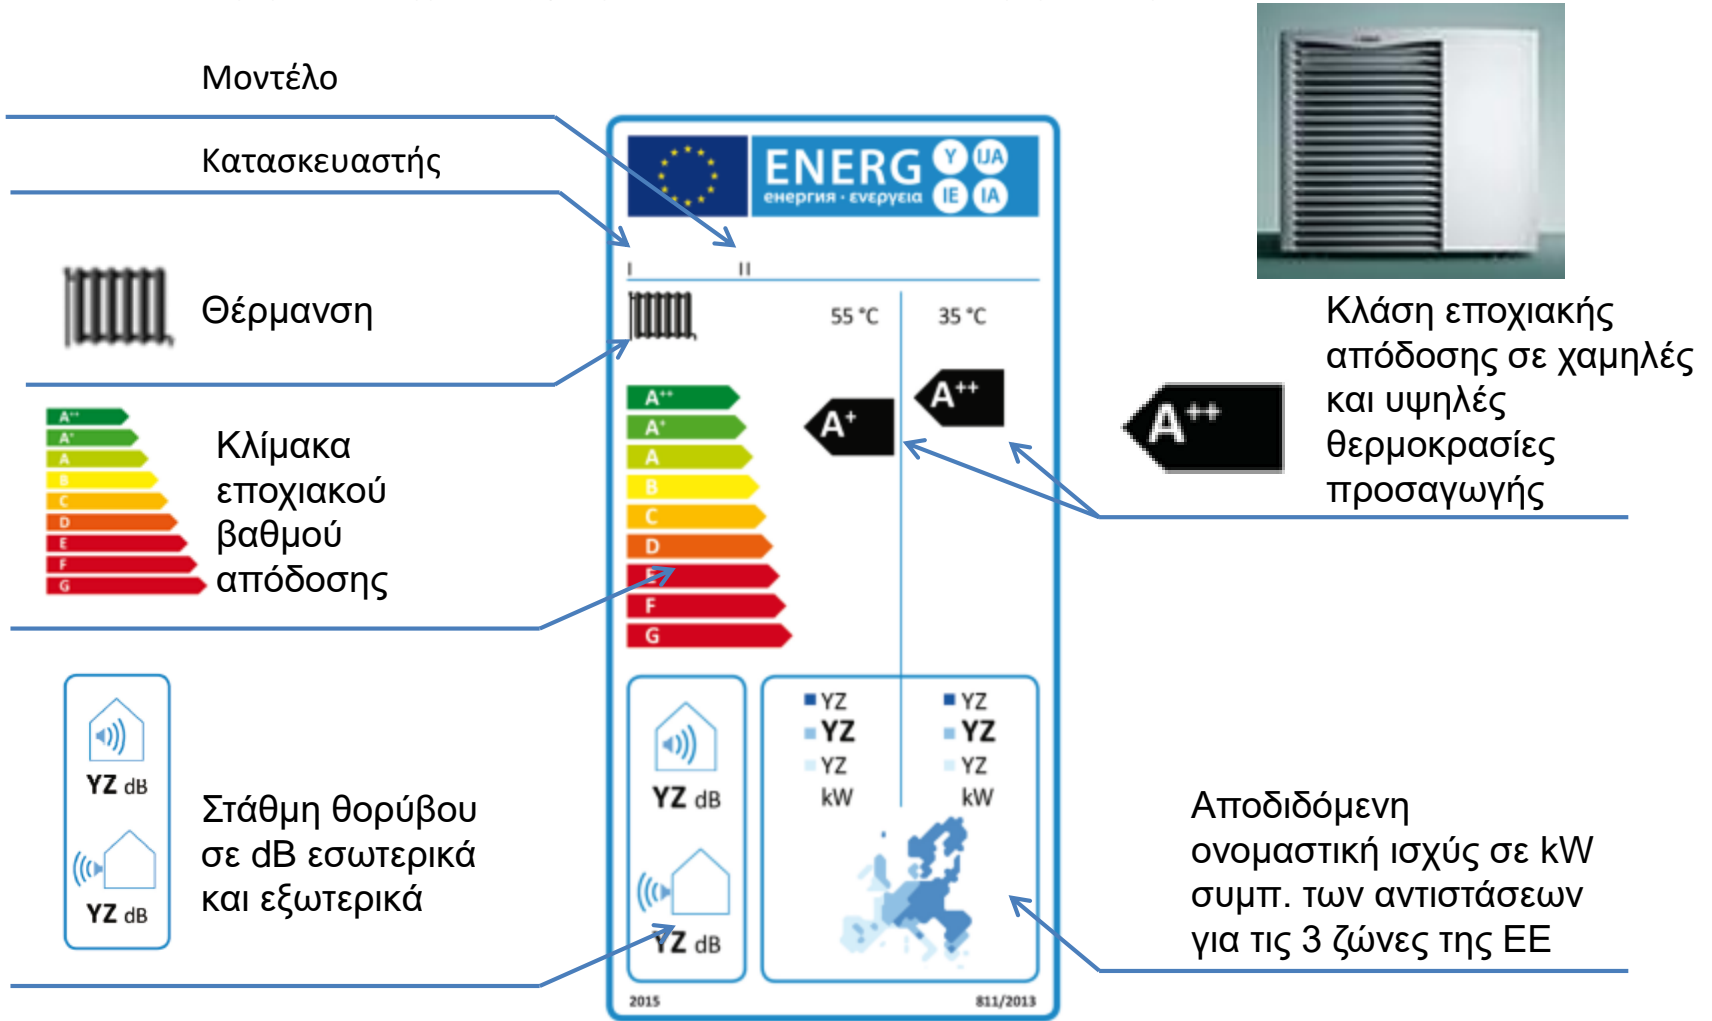 Μοντέλο
Κατασκευαστής
Θέρμανση
A++
A+
A
B
C
D
E
F
G
Κλίμακα
εποχιακού
βαθμού
απόδοσης
YZ dB
YZ dB
Στάθμη θορύβου
σε dB εσωτερικά
και εξωτερικά
ENERG Y IJA
енергия · ενεργεια IE IA
I II
55 °C 35 °C
A++
A+
A
B
C
D
E
F
G
A+
A++
YZ dB
YZ dB
YZ YZ
YZ YZ
YZ YZ
kW kW
2015 811/2013
A++
Κλάση εποχιακής
απόδοσης σε χαμηλές
και υψηλές
θερμοκρασίες
προσαγωγής
Αποδιδόμενη
ονομαστική ισχύς σε kW
συμπ. των αντιστάσεων
για τις 3 ζώνες της ΕΕ